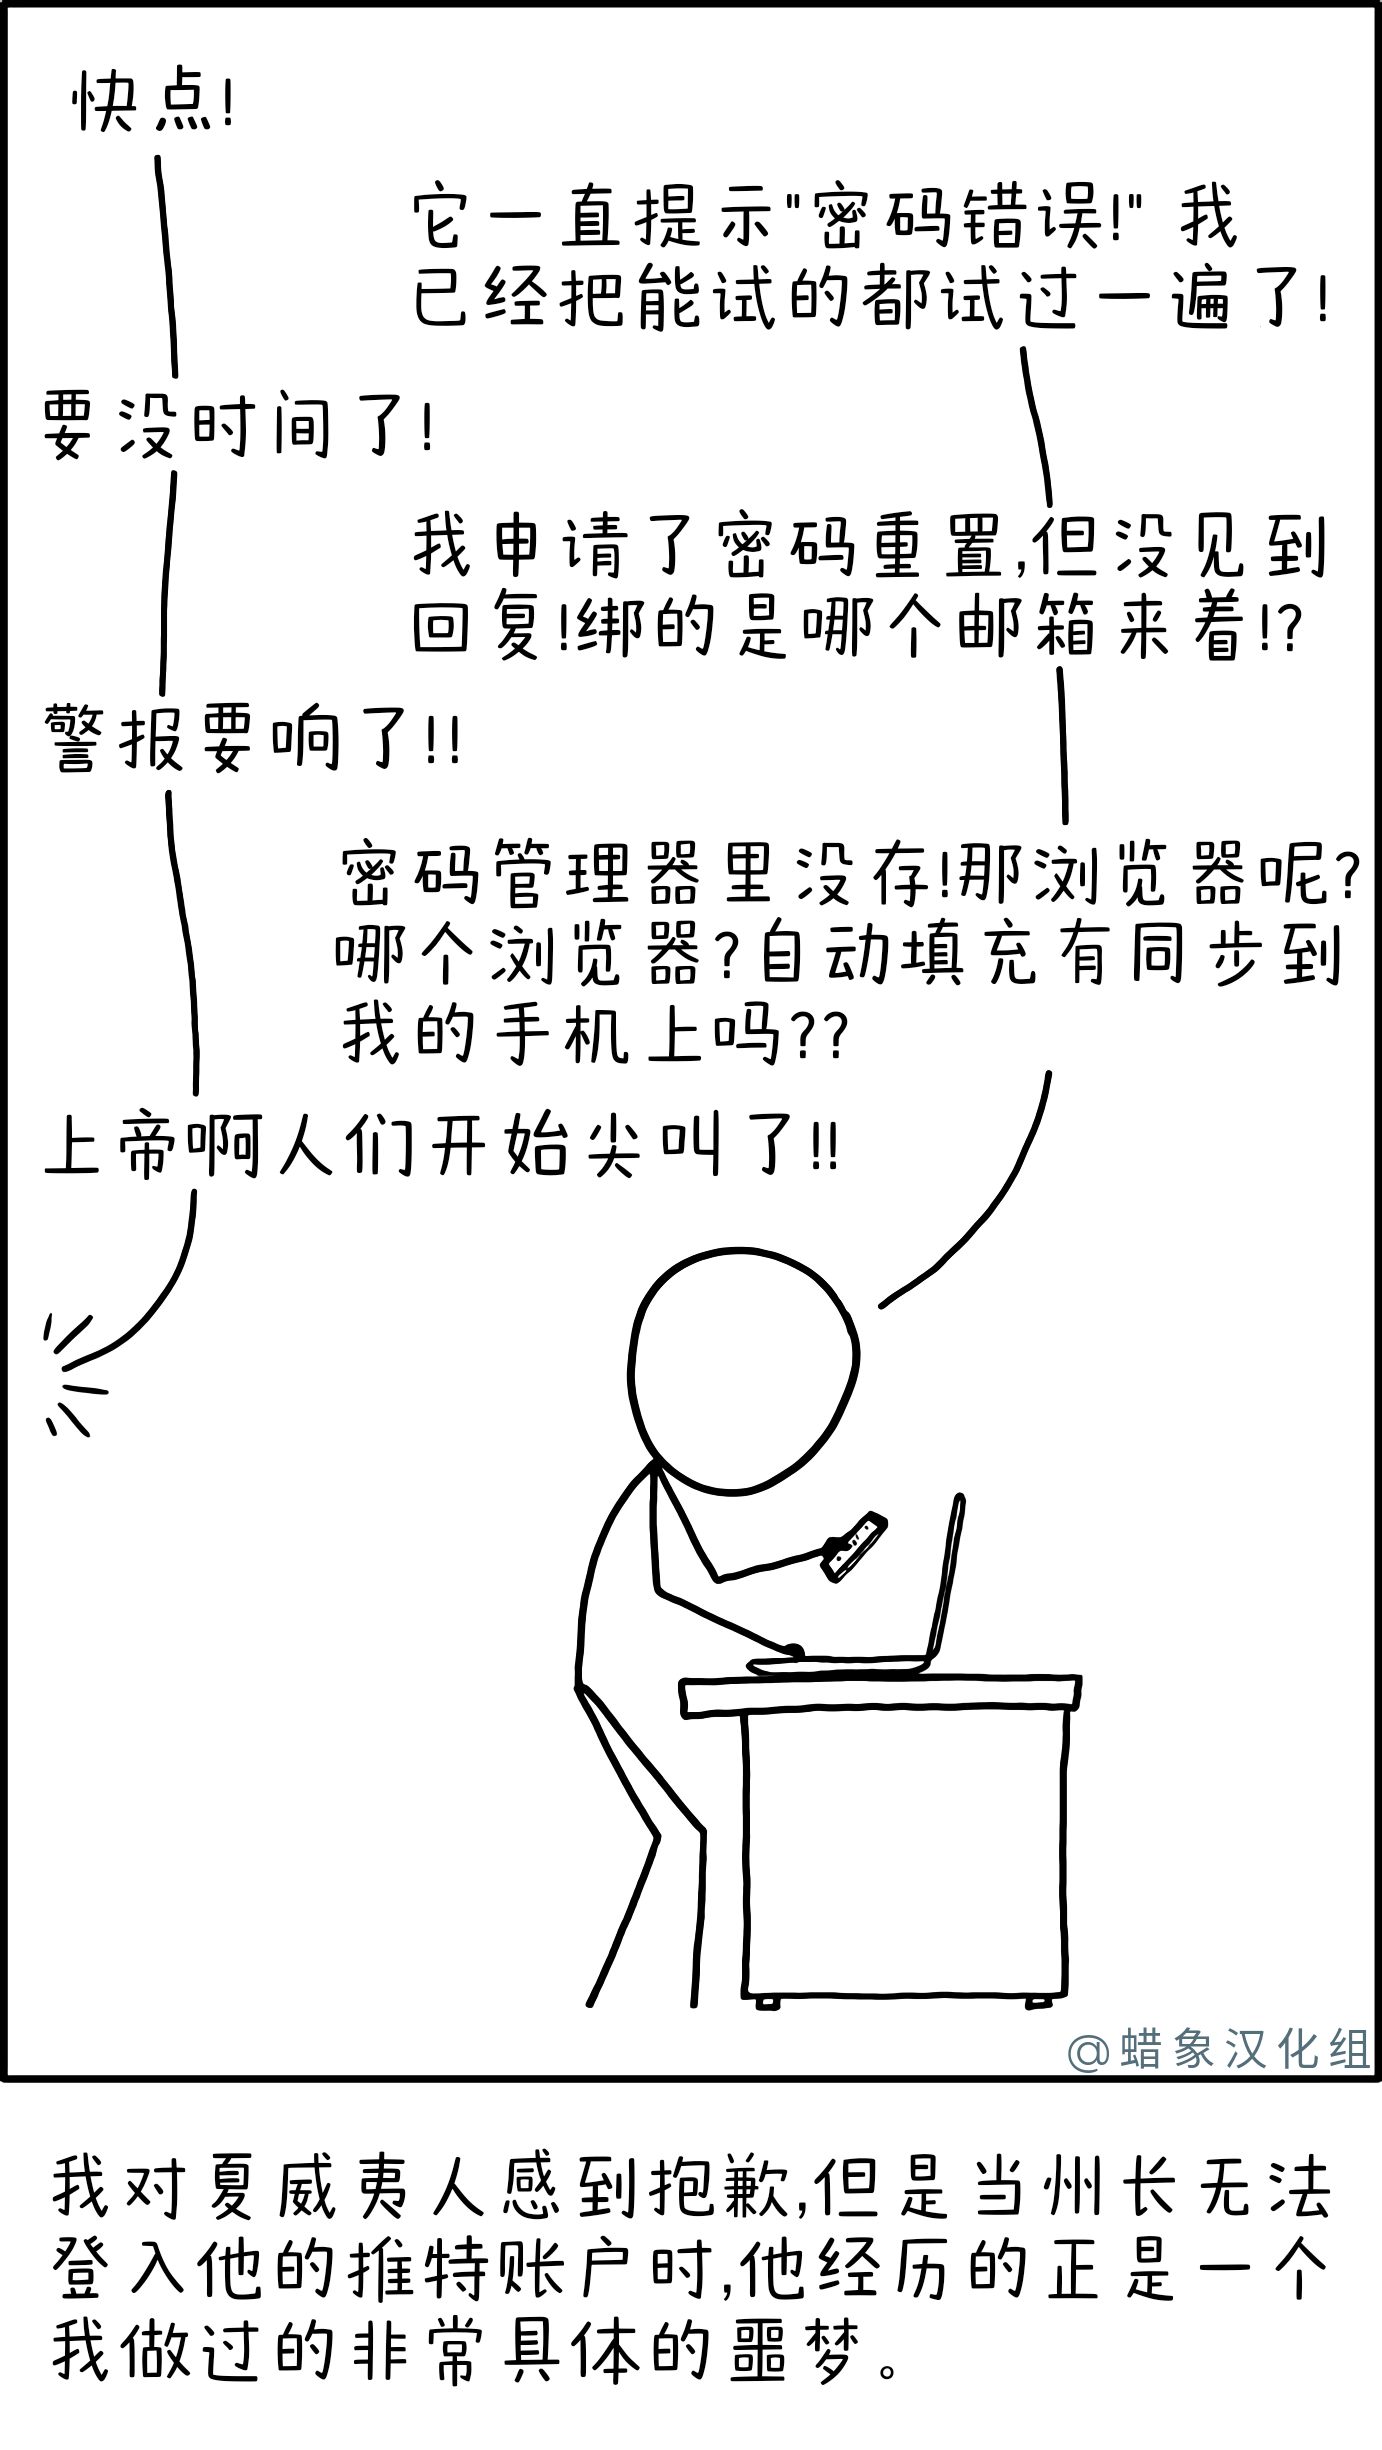 快点!
它一直提示"密码错误!" 我
已经把能试的都试过一遍了!
要没时间了!
我申请了密码重置,但没见到
回复!绑的是哪个邮箱来着!?
警报要响了!!
密码管理器里没存!那浏览器呢?
哪个浏览器?自动填充有同步到
我的手机上吗??
上帝啊人们开始尖叫了!!
@蜡象汉化组
我对夏威夷人感到抱歉,但是当州长无法
登入他的推特账户时,他经历的正是一个
我做过的非常具体的噩梦。